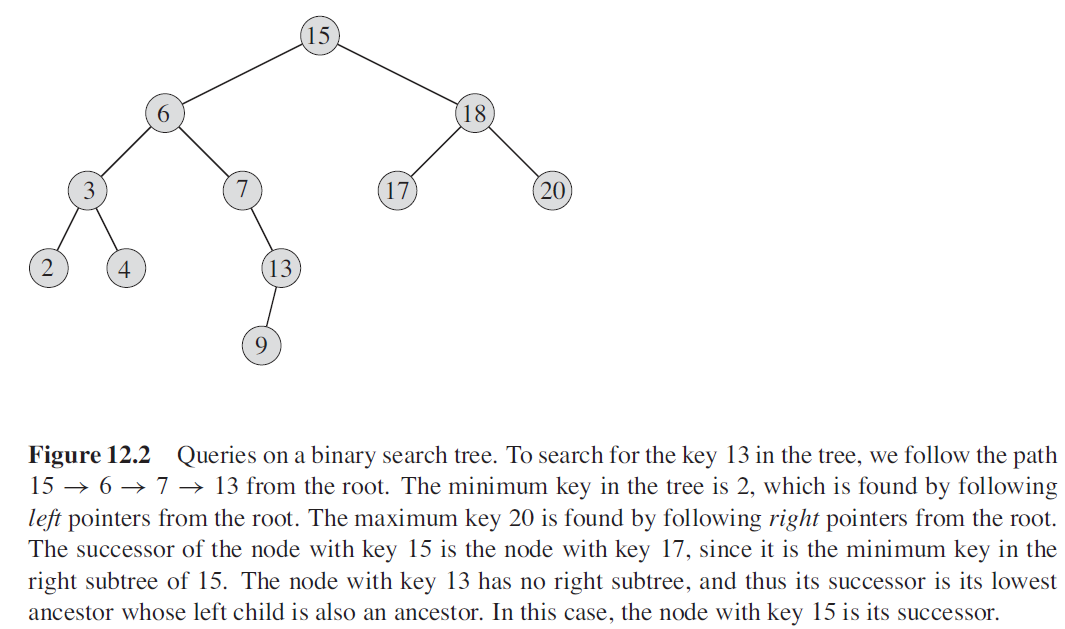 15
6
18
3
7
17
20
2
4
13
9
Figure 12.2 Queries on a binary search tree. To search for the key 13 in the tree, we follow the path
15 → 6 → 7 → 13 from the root. The minimum key in the tree is 2, which is found by following
left pointers from the root. The maximum key 20 is found by following right pointers from the root.
The successor of the node with key 15 is the node with key 17, since it is the minimum key in the
right subtree of 15. The node with key 13 has no right subtree, and thus its successor is its lowest
ancestor whose left child is also an ancestor. In this case, the node with key 15 is its successor.